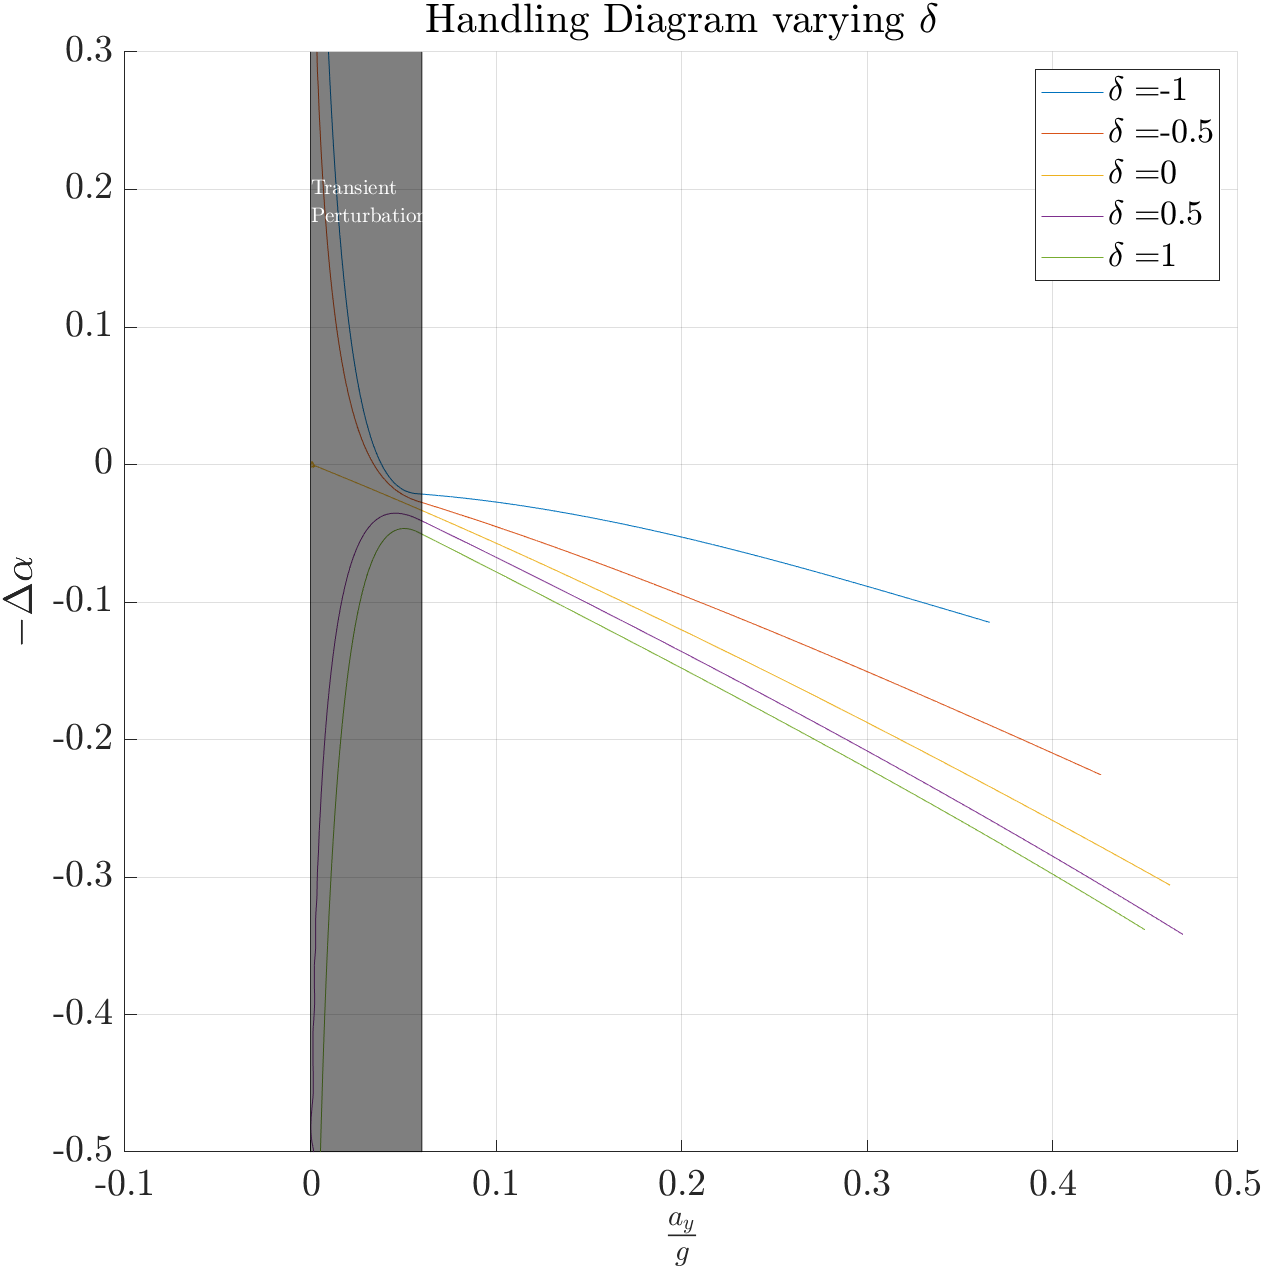 Handling Diagram varying δ
0.3
0.2
0.1
0
-0.1
-0.2
-0.3
-0.4
-0.5
−Δα
Transient
Perturbation
δ =-1
δ =-0.5
δ =0
δ =0.5
δ =1
-0.1 0 0.1 0.2 0.3 0.4 0.5
a_y
g